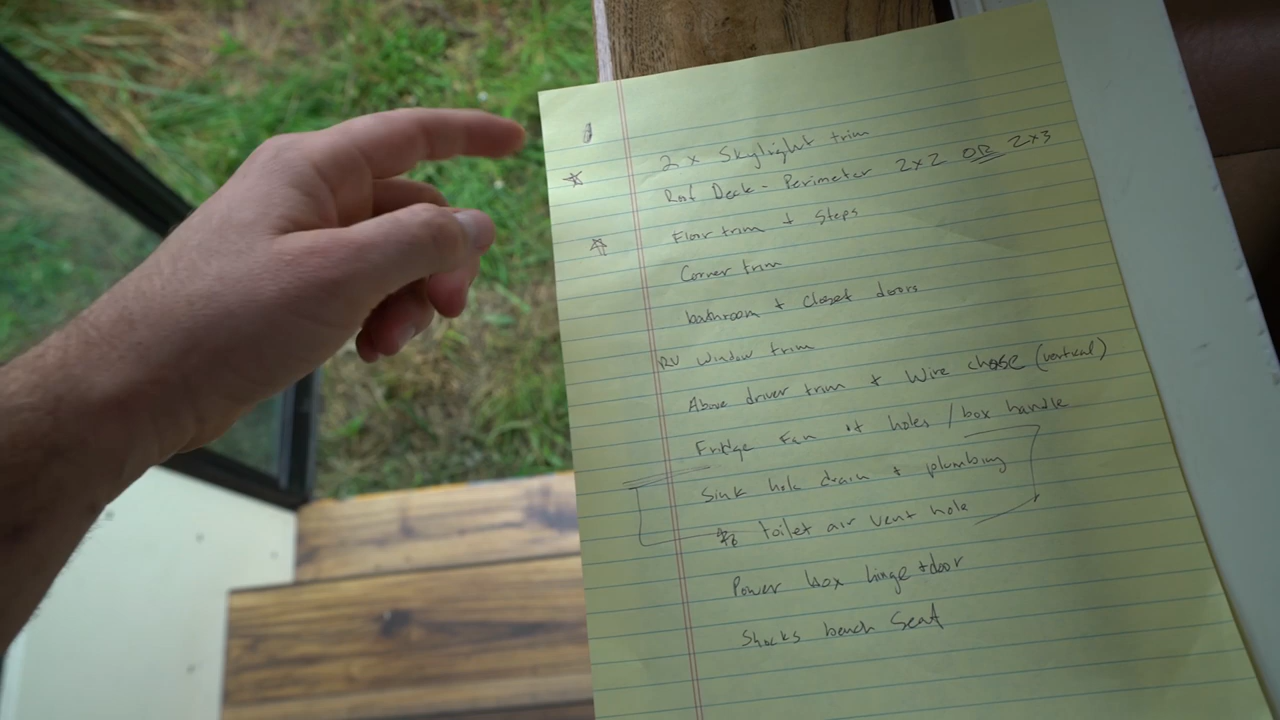 2 x Skylight trim
Roof Deck - Perimeter 2x2 OR 2x3
Floor trim + Steps
Corner trim
bathroom + Closet doors
RV window trim
Above driver trim + Wire chase (vertical)
Fridge Fan + holes / box handle
Sink hole drain + plumbing
toilet air vent hole
Power box hinge + door
Shocks bench Seat